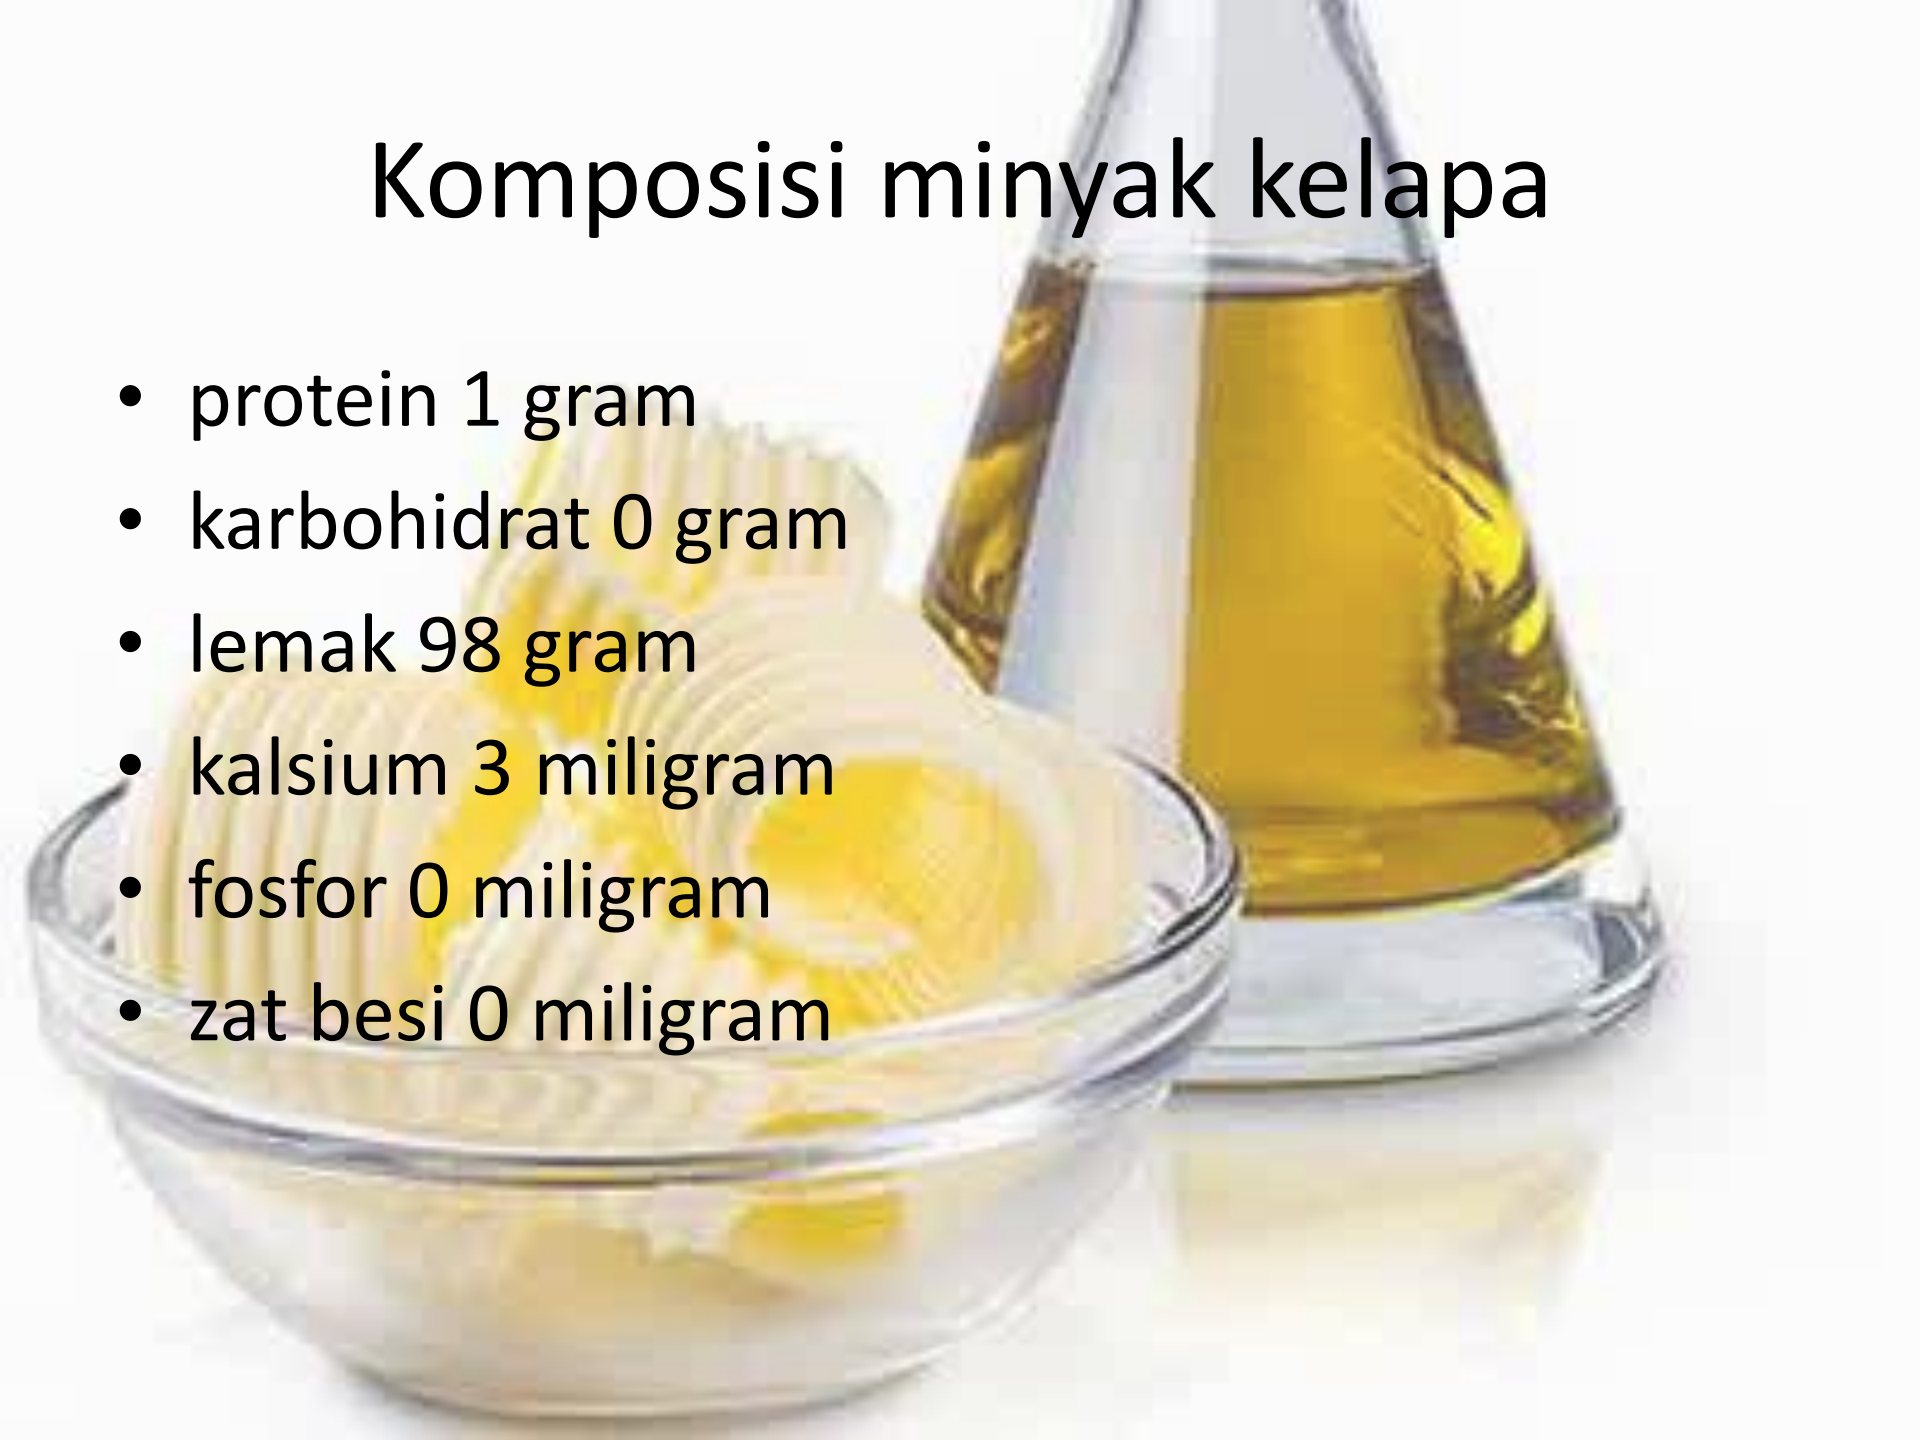 Komposisi minyak kelapa
• protein 1 gram
• karbohidrat 0 gram
• lemak 98 gram
• kalsium 3 miligram
• fosfor 0 miligram
• zat besi 0 miligram